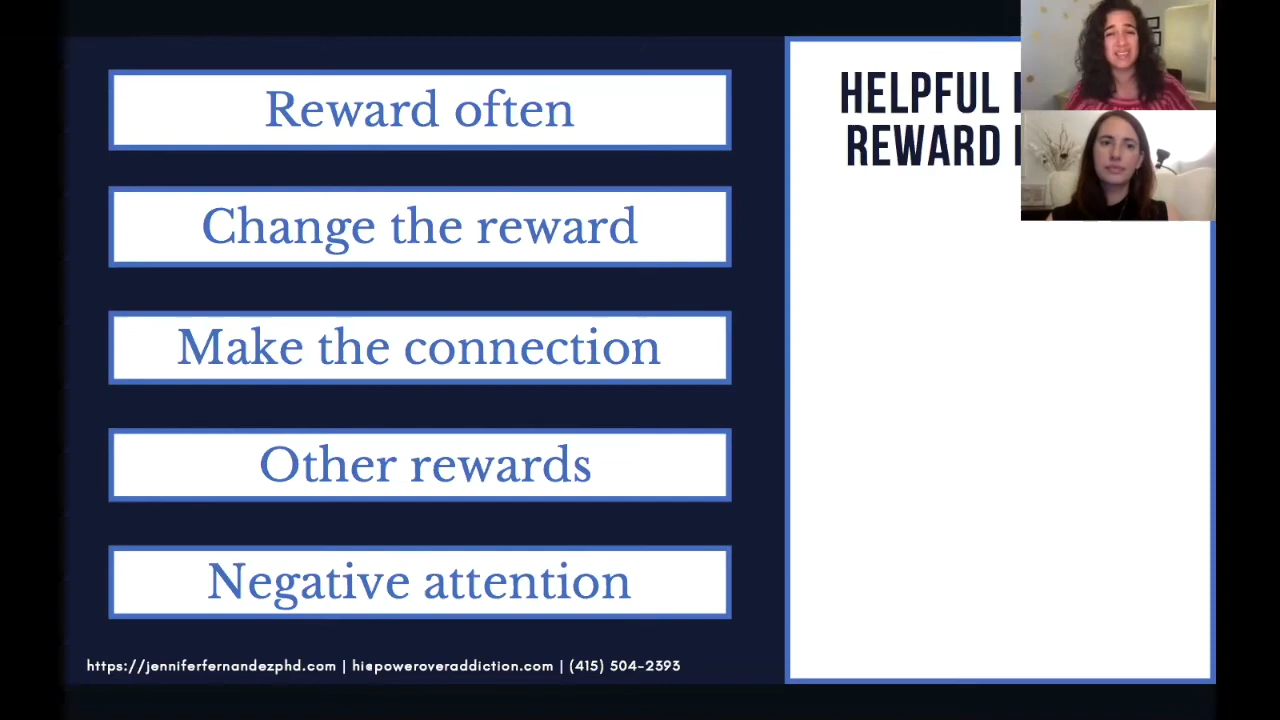 Reward often
Change the reward
Make the connection
Other rewards
Negative attention
https://jenniferfernandezphd.com | hiepoweroveraddiction.com | (415) 504-2393
HELPFUL
REWARD